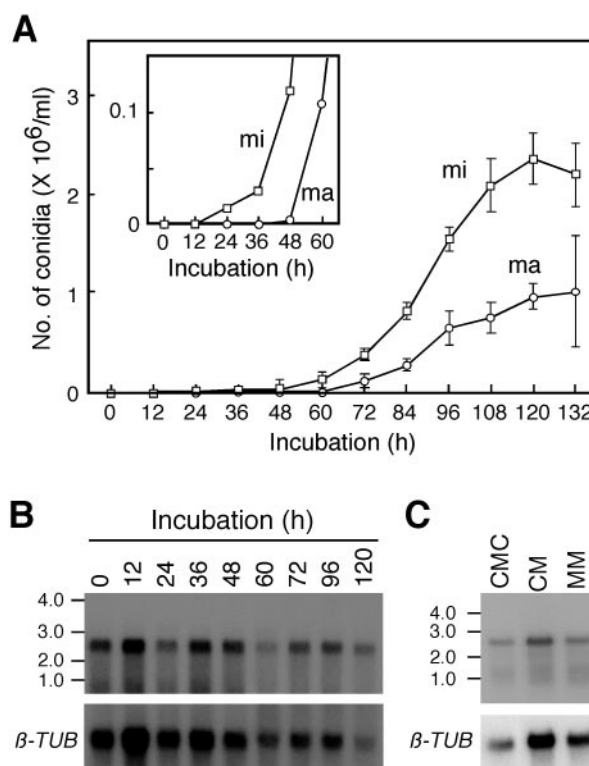 A
No. of conidia (X 10⁶/ml)
3
2
1
0
0.1
0
mi
ma
0 12 24 36 48 60
Incubation (h)
mi
ma
0 12 24 36 48 60 72 84 96 108 120 132
Incubation (h)
B
Incubation (h)
0 12 24 36 48 60 72 96 120
4.0
3.0
2.0
1.0
ß-TUB
C
CMC CM MM
4.0
3.0
2.0
1.0
ß-TUB